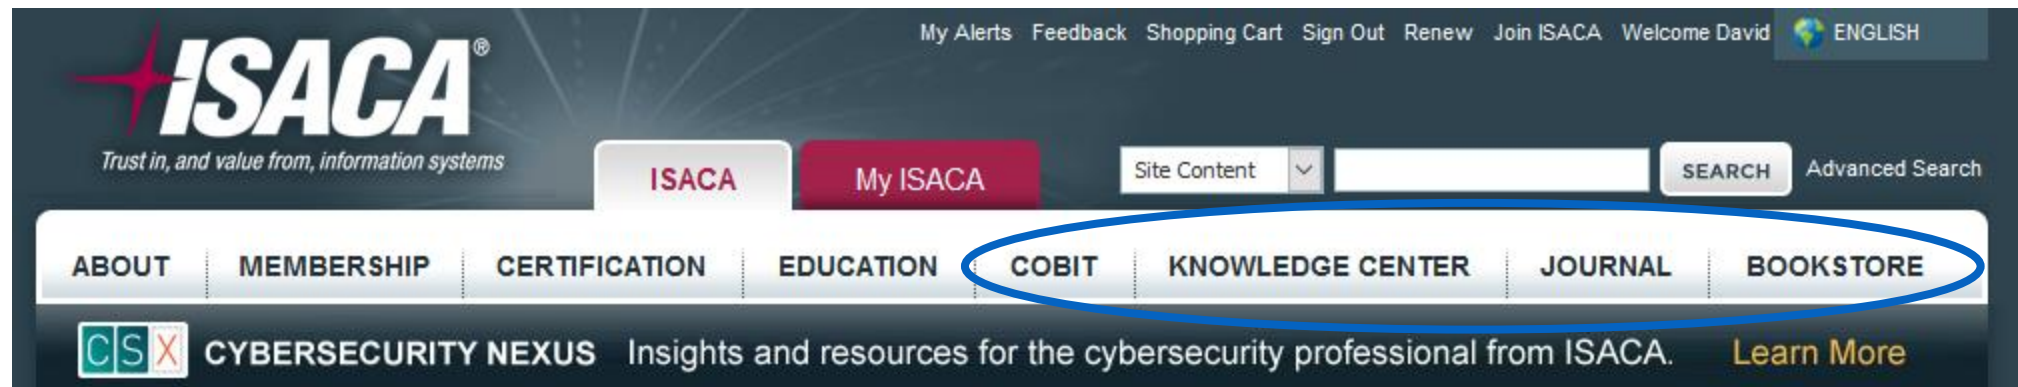 My Alerts Feedback Shopping Cart Sign Out Renew Join ISACA Welcome David ENGLISH
ISACA®
Trust in, and value from, information systems
ISACA My ISACA Site Content SEARCH Advanced Search
ABOUT MEMBERSHIP CERTIFICATION EDUCATION COBIT KNOWLEDGE CENTER JOURNAL BOOKSTORE
CSX CYBERSECURITY NEXUS Insights and resources for the cybersecurity professional from ISACA. Learn More